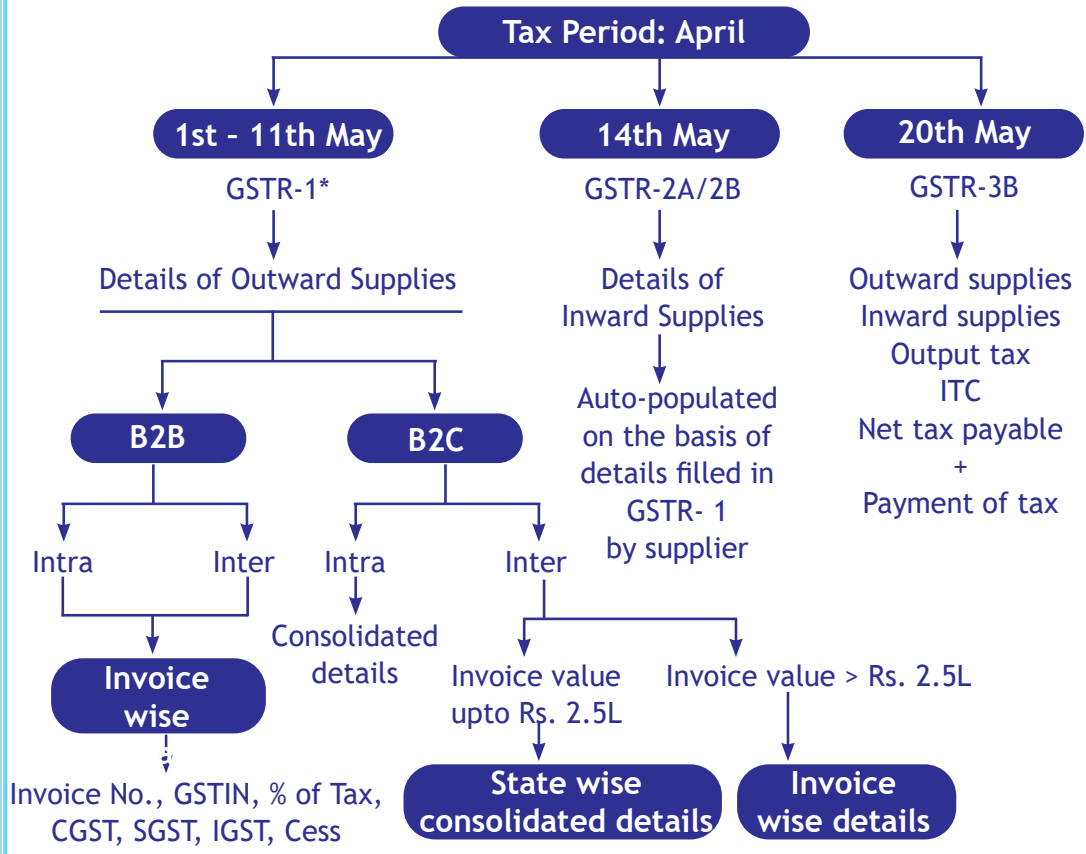 Tax Period: April
1st - 11th May
GSTR-1*
Details of Outward Supplies
B2B
Intra
Inter
Invoice
wise
Invoice No., GSTIN, % of Tax,
CGST, SGST, IGST, Cess
B2C
Intra
Consolidated
details
Inter
Invoice value
upto Rs. 2.5L
State wise
consolidated details
Invoice value > Rs. 2.5L
Invoice
wise details
14th May
GSTR-2A/2B
Details of
Inward Supplies
Auto-populated
on the basis of
details filled in
GSTR- 1
by supplier
20th May
GSTR-3B
Outward supplies
Inward supplies
Output tax
ITC
Net tax payable
+
Payment of tax